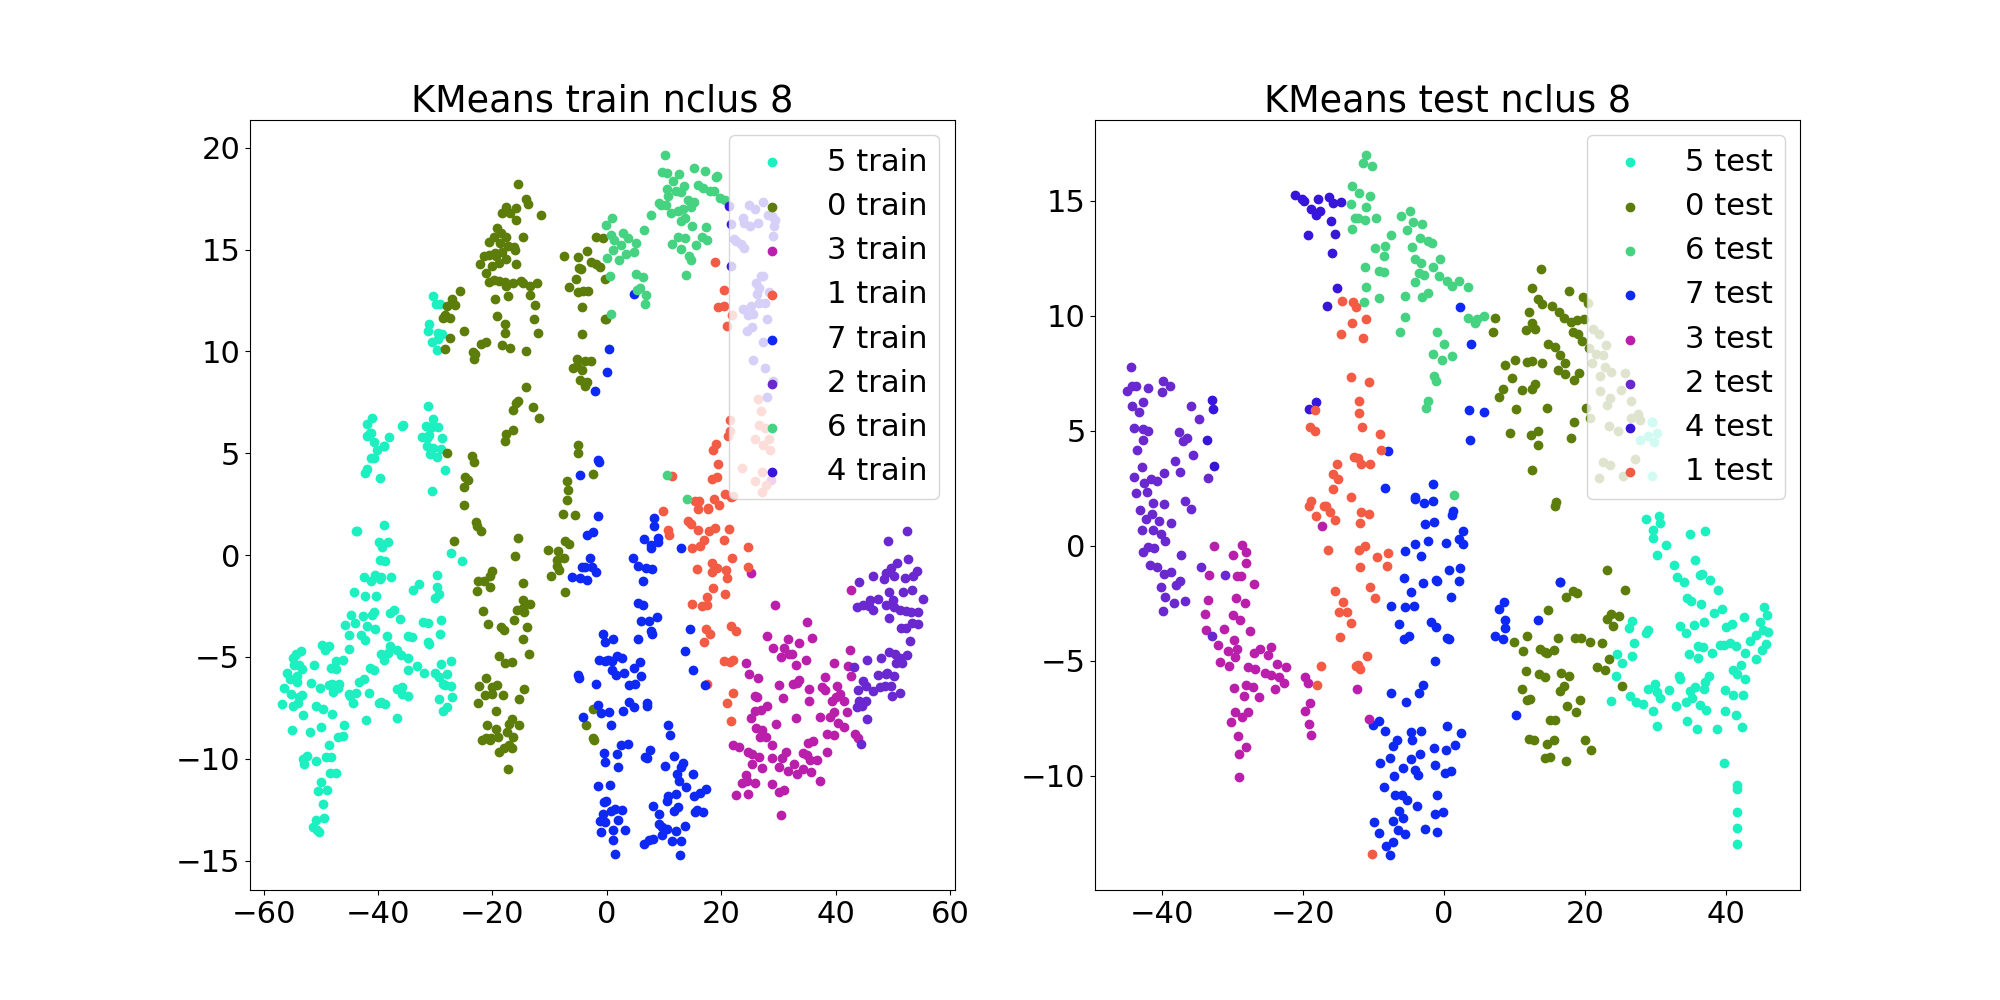 KMeans train nclus 8
20
15
10
5
0
−5
−10
−15
−60 −40 −20 0 20 40 60
5 train
0 train
3 train
1 train
7 train
2 train
6 train
4 train
KMeans test nclus 8
15
10
5
0
−5
−10
−40 −20 0 20 40
5 test
0 test
6 test
7 test
3 test
2 test
4 test
1 test